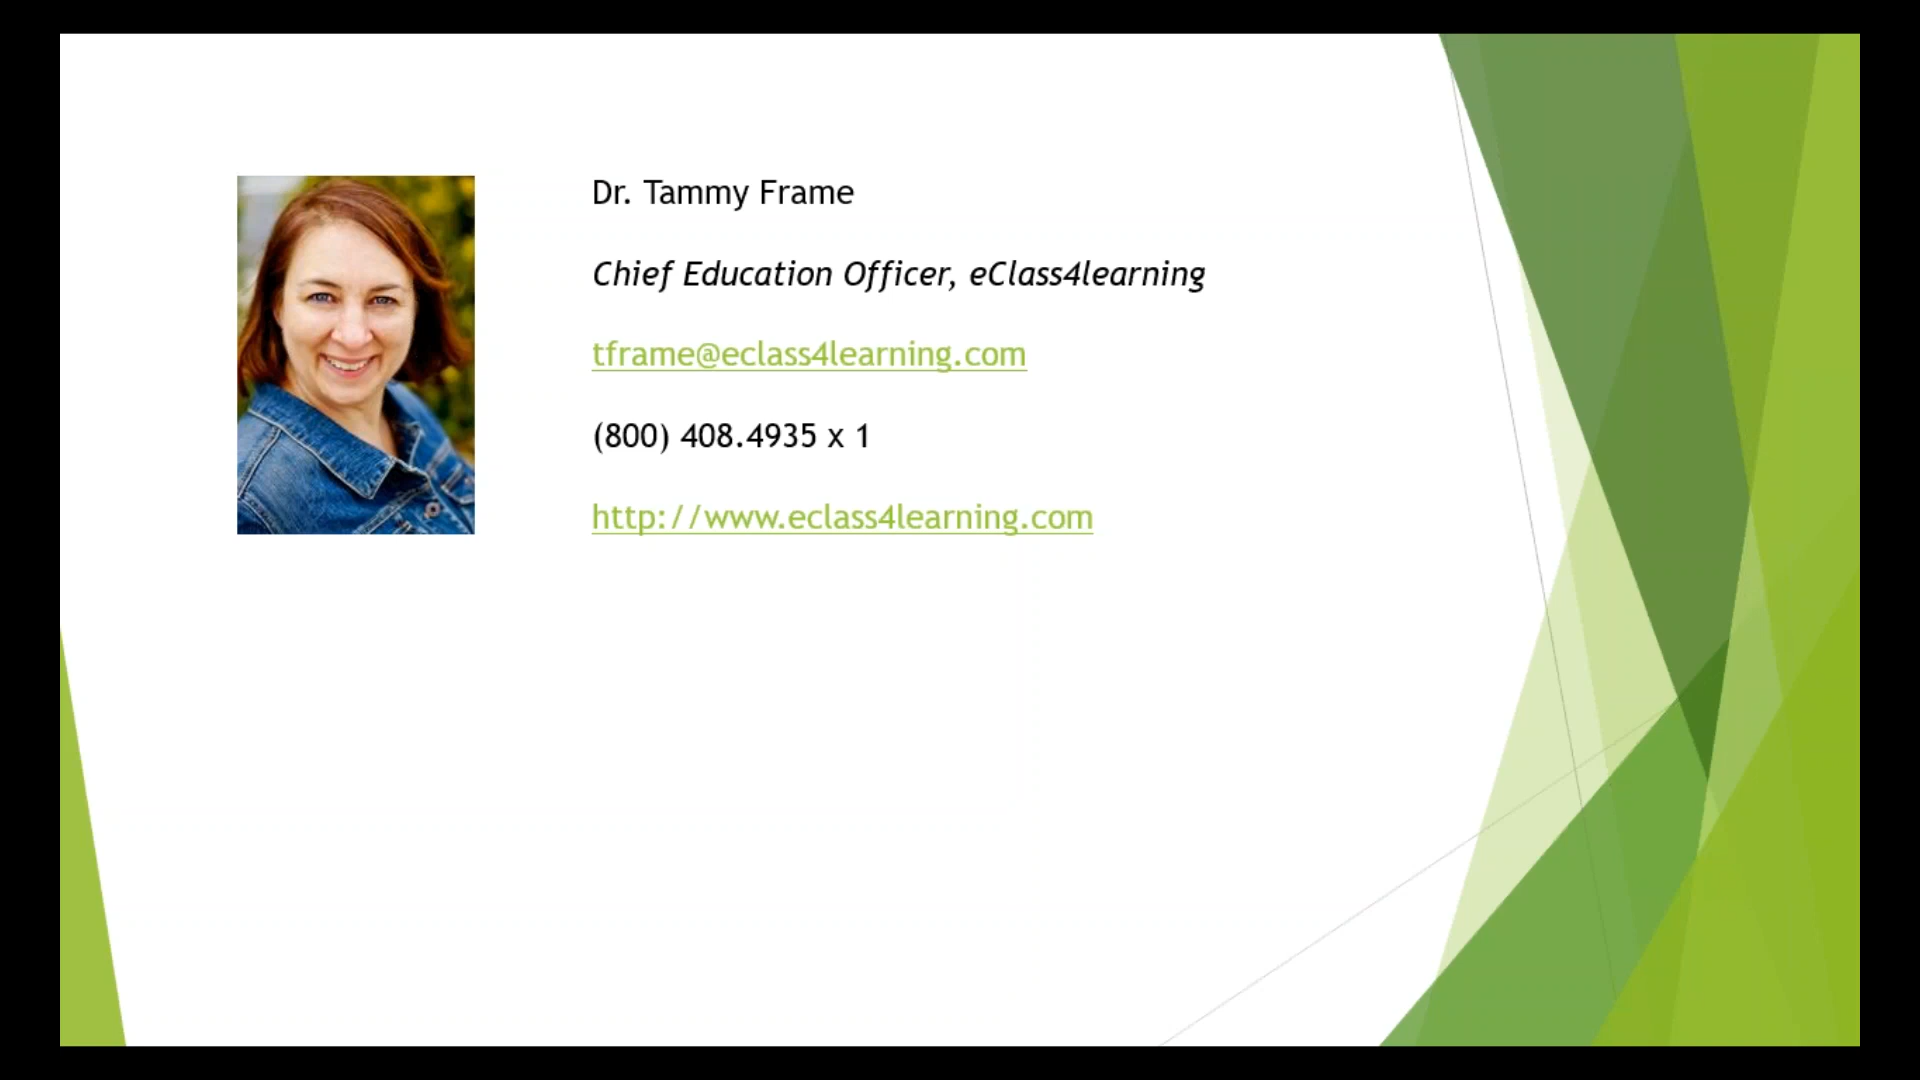 Dr. Tammy Frame
Chief Education Officer, eClass4learning
tframe@eclass4learning.com
(800) 408.4935 x 1
http://www.eclass4learning.com